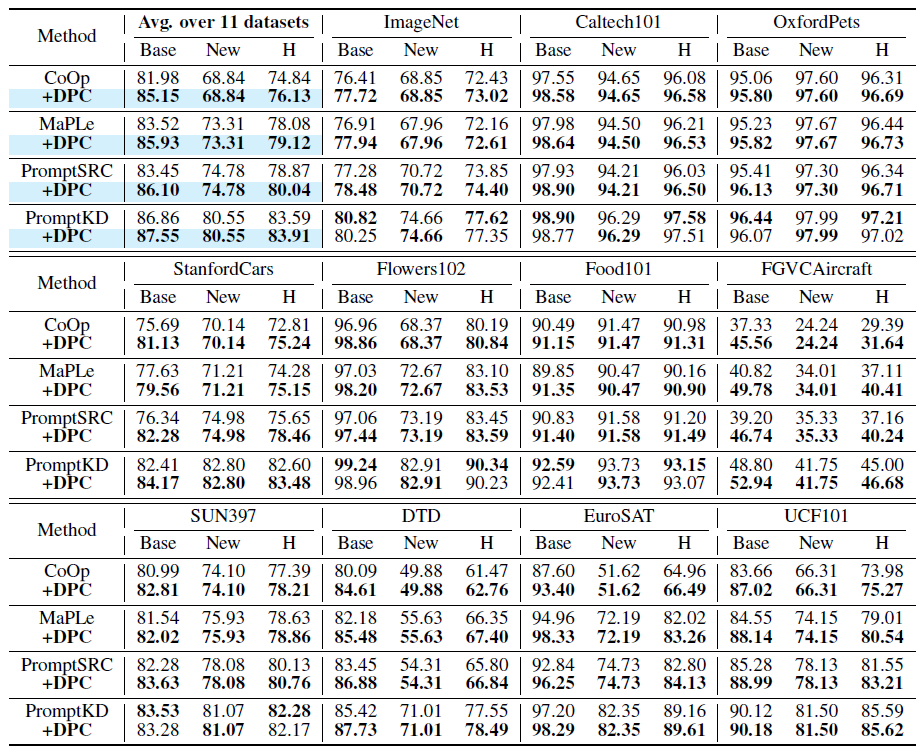 Method Avg. over 11 datasets ImageNet Caltech101 OxfordPets
Base New H Base New H Base New H Base New H
CoOp 81.98 68.84 74.84 76.41 68.85 72.43 97.55 94.65 96.08 95.06 97.60 96.31
+DPC 85.15 68.84 76.13 77.72 68.85 73.02 98.58 94.65 96.58 95.80 97.60 96.69
MaPLe 83.52 73.31 78.08 76.91 67.96 72.16 97.98 94.50 96.21 95.23 97.67 96.44
+DPC 85.93 73.31 79.12 77.94 67.96 72.61 98.64 94.50 96.53 95.82 97.67 96.73
PromptSRC 83.45 74.78 78.87 77.28 70.72 73.85 97.93 94.21 96.03 95.41 97.30 96.34
+DPC 86.10 74.78 80.04 78.48 70.72 74.40 98.90 94.21 96.50 96.13 97.30 96.71
PromptKD 86.86 80.55 83.59 80.82 74.66 77.62 98.90 96.29 97.58 96.44 97.99 97.21
+DPC 87.55 80.55 83.91 80.25 74.66 77.35 98.77 96.29 97.51 96.07 97.99 97.02
Method StanfordCars Flowers102 Food101 FGVCAircraft
Base New H Base New H Base New H Base New H
CoOp 75.69 70.14 72.81 96.96 68.37 80.19 90.49 91.47 90.98 37.33 24.24 29.39
+DPC 81.13 70.14 75.24 98.86 68.37 80.84 91.15 91.47 91.31 45.56 24.24 31.64
MaPLe 77.63 71.21 74.28 97.03 72.67 83.10 89.85 90.47 90.16 40.82 34.01 37.11
+DPC 79.56 71.21 75.15 98.20 72.67 83.53 91.35 90.47 90.90 49.78 34.01 40.41
PromptSRC 76.34 74.98 75.65 97.06 73.19 83.45 90.83 91.58 91.20 39.20 35.33 37.16
+DPC 82.28 74.98 78.46 97.44 73.19 83.59 91.40 91.58 91.49 46.74 35.33 40.24
PromptKD 82.41 82.80 82.60 99.24 82.91 90.34 92.59 93.73 93.15 48.80 41.75 45.00
+DPC 84.17 82.80 83.48 98.96 82.91 90.23 92.41 93.73 93.07 52.94 41.75 46.68
Method SUN397 DTD EuroSAT UCF101
Base New H Base New H Base New H Base New H
CoOp 80.99 74.10 77.39 80.09 49.88 61.47 87.60 51.62 64.96 83.66 66.31 73.98
+DPC 82.81 74.10 78.21 84.61 49.88 62.76 93.40 51.62 66.49 87.02 66.31 75.27
MaPLe 81.54 75.93 78.63 82.18 55.63 66.35 94.96 72.19 82.02 84.55 74.15 79.01
+DPC 82.02 75.93 78.86 85.48 55.63 67.40 98.33 72.19 83.26 88.14 74.15 80.54
PromptSRC 82.28 78.08 80.13 83.45 54.31 65.80 92.84 74.73 82.80 85.28 78.13 81.55
+DPC 83.63 78.08 80.76 86.88 54.31 66.84 96.25 74.73 84.13 88.99 78.13 83.21
PromptKD 83.53 81.07 82.28 85.42 71.01 77.55 97.20 82.35 89.16 90.12 81.50 85.59
+DPC 83.28 81.07 82.17 87.73 71.01 78.49 98.29 82.35 89.61 90.18 81.50 85.62